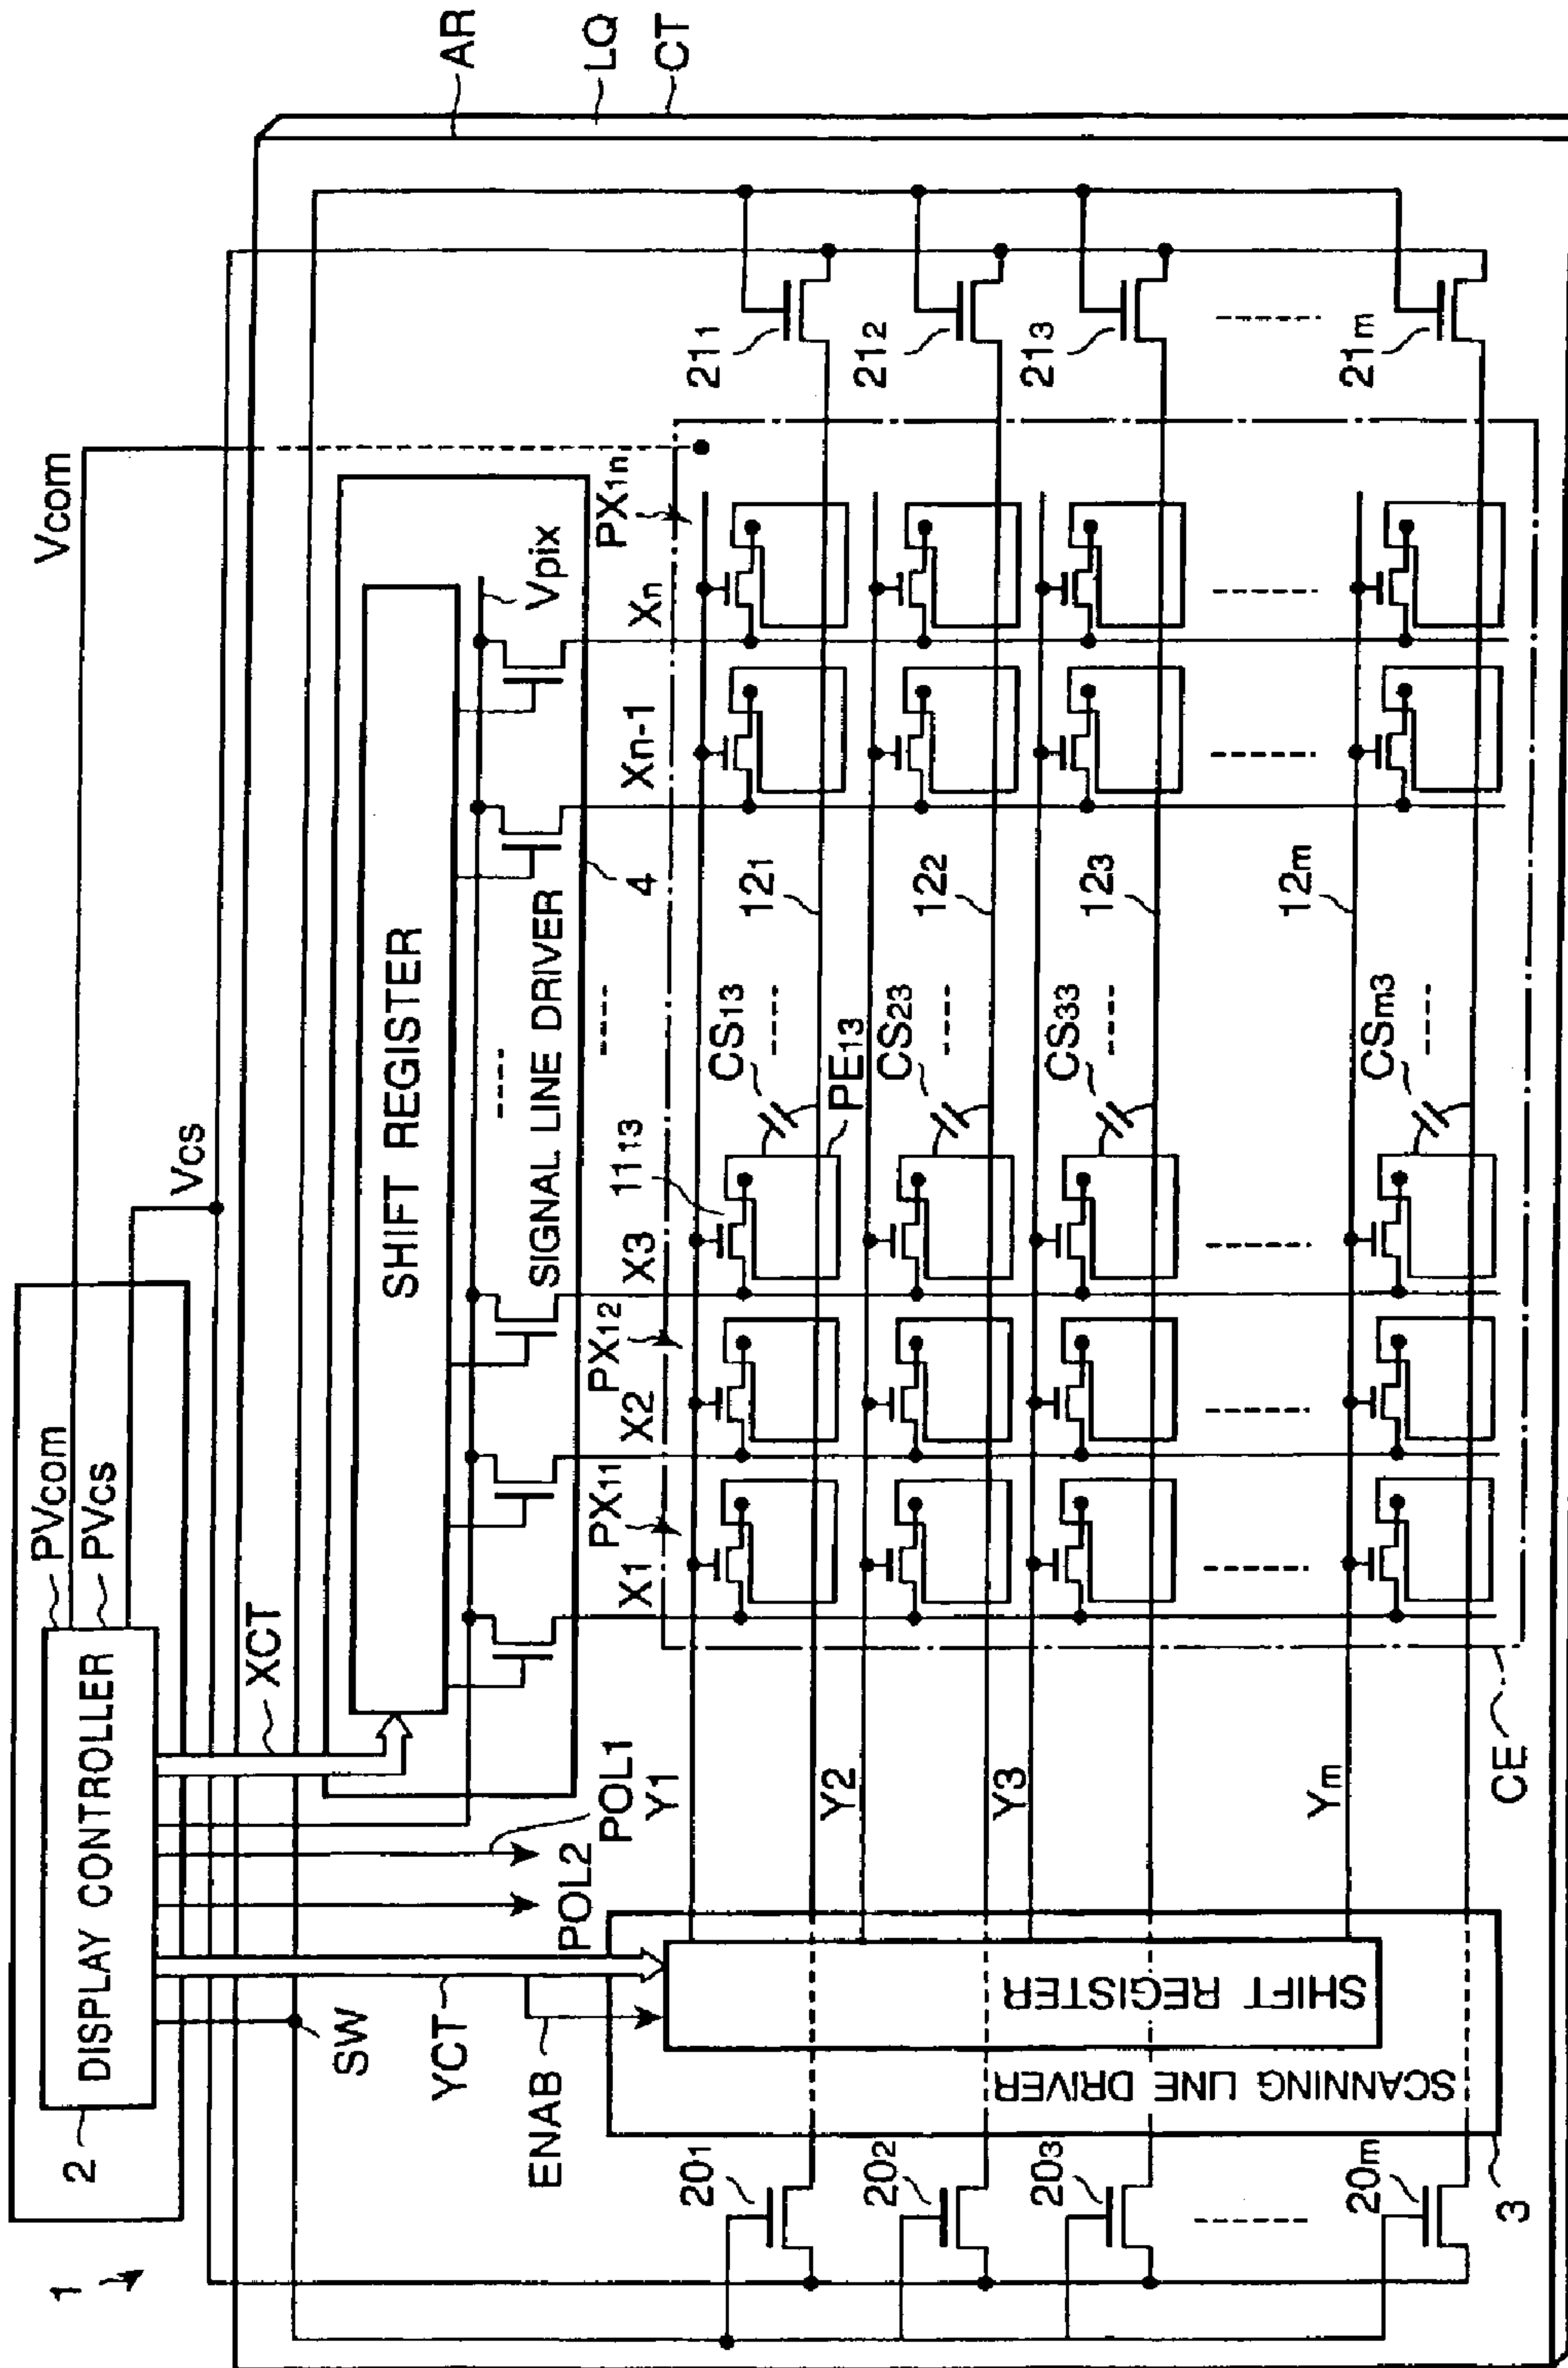 1
2
DISPLAY CONTROLLER
PVcom
PVcs
Vcom
Vcs
AR
LQ
CT
SW
XCT
YCT
ENAB
POL2
POL1
SHIFT REGISTER
Vpix
SIGNAL LINE DRIVER
4
X1
PX11
X2
PX12
X3
Xn-1
Xn
PX1n
Y1
Y2
Y3
Ym
1113
CS13
PE13
CS23
CS33
CSm3
121
122
123
12m
201
202
203
20m
211
212
213
21m
SCANNING LINE DRIVER
SHIFT REGISTER
3
CE